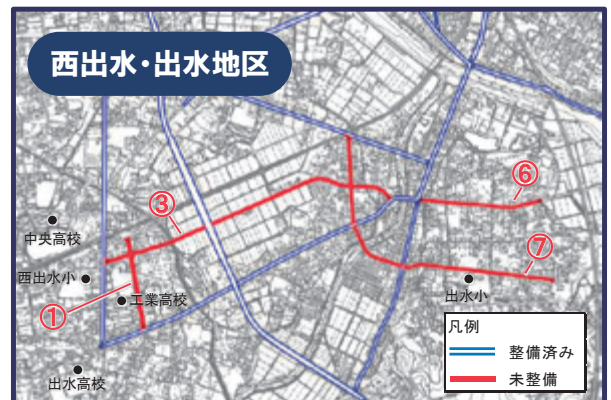 西出水・出水地区
⑥
③
中央高校
⑦
西出水小
①
工業高校
出水小
出水高校
凡例
整備済み
未整備